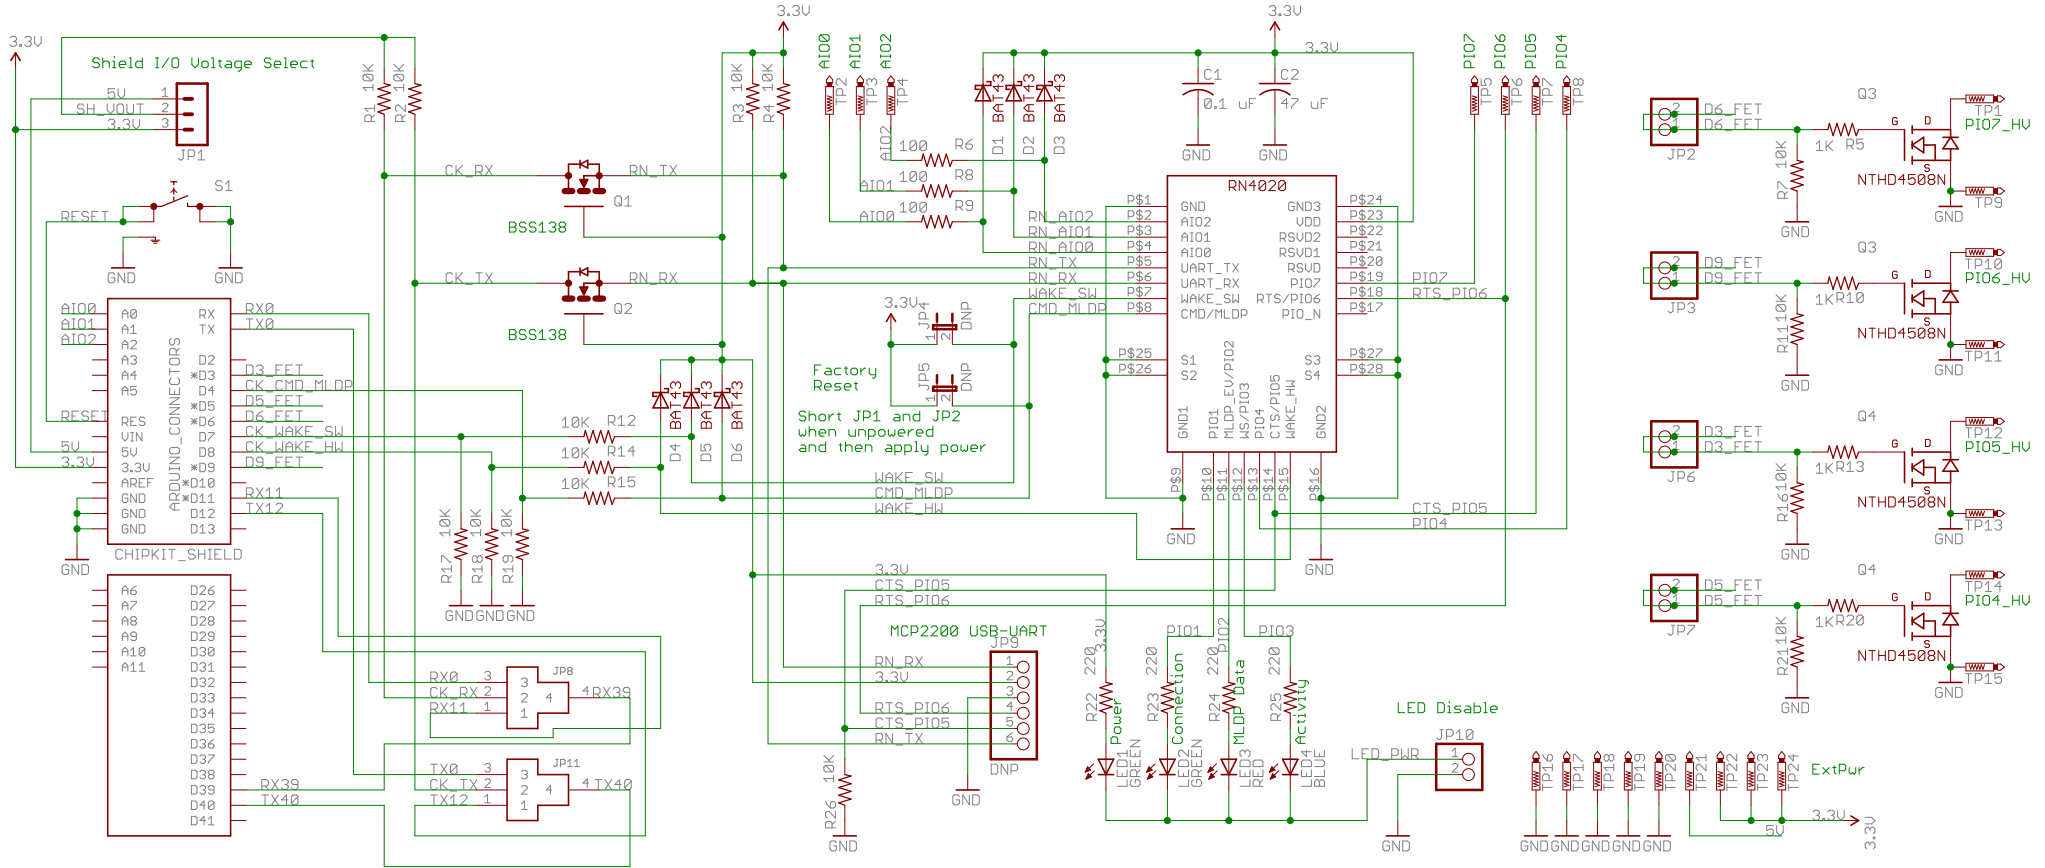 3.3V
Shield I/O Voltage Select
5V 1
SH_VOUT 2
3.3V 3
JP1
S1
RESET
GND
GND
R1 10K
R2 10K
3.3V
R3 10K
R4 10K
CK_RX
RN_TX
Q1
BSS138
CK_TX
RN_RX
Q2
BSS138
AIO0
AIO1
AIO2
TP2
TP3
TP4
AIO2
AIO1
AIO0
100 R6
100 R8
100 R9
BAT43
BAT43
BAT43
D1
D2
D3
3.3V
3.3V
C1
0.1 uF
C2
47 uF
GND
GND
PIO7
PIO6
PIO5
PIO4
TP5
TP6
TP7
TP8
RN4020
RN_AIO2
RN_AIO1
RN_AIO0
RN_TX
RN_RX
WAKE_SW
CMD_MLDP
P$1 GND
P$2 AIO2
P$3 AIO1
P$4 AIO0
P$5 UART_TX
P$6 UART_RX
P$7 WAKE_SW
P$8 CMD/MLDP
P$25 S1
P$26 S2
GND3 P$24
VDD P$23
RSVD2 P$22
RSVD1 P$21
RSVD P$20
PIO7 P$19 PIO7
RTS/PIO6 P$18 RTS_PIO6
PIO_N P$17
S3 P$27
S4 P$28
GND1
PIO1
MLDP_EV/PIO2
WS/PIO3
PIO4
CTS/PIO5
WAKE_HW
GND2
P$9
P$10
P$11
P$12
P$13
P$14
P$15
P$16
GND
GND
CTS_PIO5
PIO4
3.3V
JP4
1 2
DNP
JP5
1 2
DNP
Factory
Reset
Short JP1 and JP2
when unpowered
and then apply power
AIO0
AIO1
AIO2
RESET
5V
3.3V
A0
A1
A2
A3
A4
A5
RES
VIN
5V
3.3V
AREF
GND
GND
GND
ARDUINO_CONNECTORS
RX
TX
D2
*D3
D4
*D5
*D6
D7
D8
*D9
*D10
*D11
D12
D13
RX0
TX0
D3_FET
CK_CMD_MLDP
D5_FET
D6_FET
CK_WAKE_SW
CK_WAKE_HW
D9_FET
RX11
TX12
CHIPKIT_SHIELD
GND
10K R12
10K R14
10K R15
BAT43
BAT43
BAT43
D4
D5
D6
R17 10K
R18 10K
R19 10K
GND
GND
GND
WAKE_SW
CMD_MLDP
WAKE_HW
3.3V
CTS_PIO5
RTS_PIO6
A6
A7
A8
A9
A10
A11
D26
D27
D28
D29
D30
D31
D32
D33
D34
D35
D36
D37
D38
D39
D40
D41
RX39
TX40
RX0 3
CK_RX 2
RX11 1
JP8
3
2
1
4
4 RX39
TX0 3
CK_TX 2
TX12 1
JP11
3
2
1
4
4 TX40
MCP2200 USB-UART
JP9
RN_RX 1
3.3V 2
3
RTS_PIO6 4
CTS_PIO5 5
RN_TX 6
DNP
GND
R26 10K
GND
3.3V
PIO1
PIO2
PIO3
R22 220
R23 220
R24 220
R25 220
Power
Connection
MLDP Data
Activity
LED1
GREEN
LED2
GREEN
LED3
RED
LED4
BLUE
LED Disable
LED_PWR
JP10
1
2
GND
JP2
2 D6_FET
1 D6_FET
R7 10K
GND
1K R5
Q3
G
D
S
NTHD4508N
TP1
PIO7_HV
TP9
GND
JP3
2 D9_FET
1 D9_FET
R11 10K
GND
1K R10
Q3
G
D
S
NTHD4508N
TP10
PIO6_HV
TP11
GND
JP6
2 D3_FET
1 D3_FET
R16 10K
GND
1K R13
Q4
G
D
S
NTHD4508N
TP12
PIO5_HV
TP13
GND
JP7
2 D5_FET
1 D5_FET
R21 10K
GND
1K R20
Q4
G
D
S
NTHD4508N
TP14
PIO4_HV
TP15
GND
TP16
TP17
TP18
TP19
TP20
TP21
TP22
TP23
TP24
ExtPwr
GND
GND
GND
GND
GND
5V
3.3V
3.3V